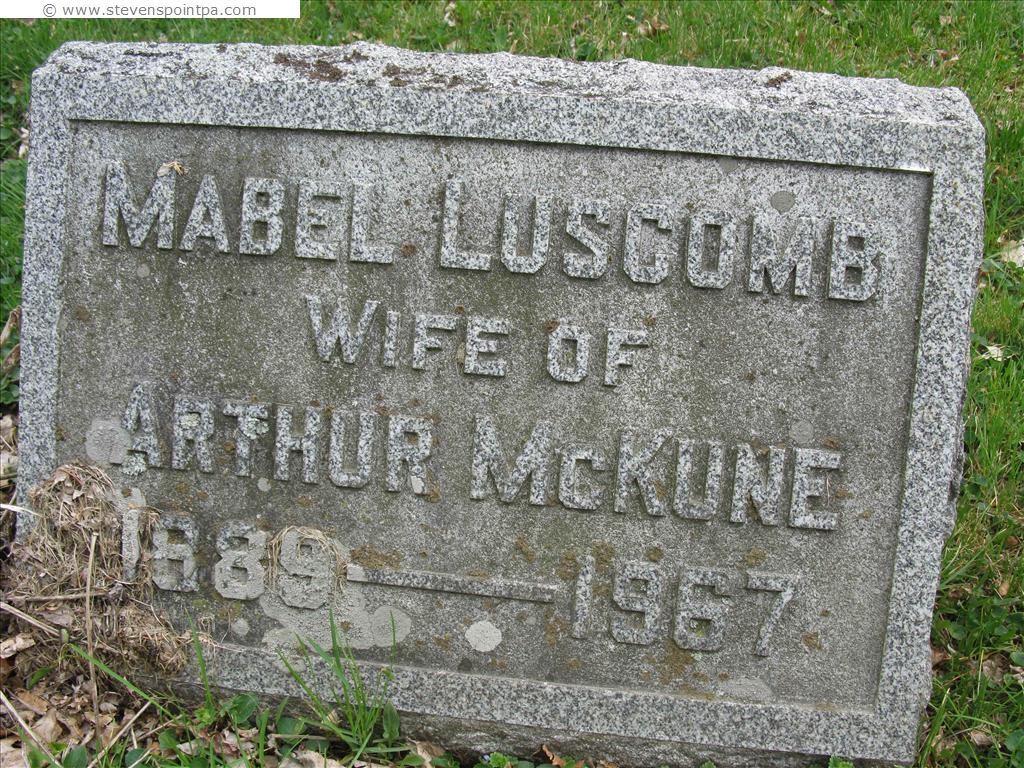 © www.stevenspointpa.com
MABEL LUSCOMB
WIFE OF
ARTHUR MCKUNE
1889 — 1967